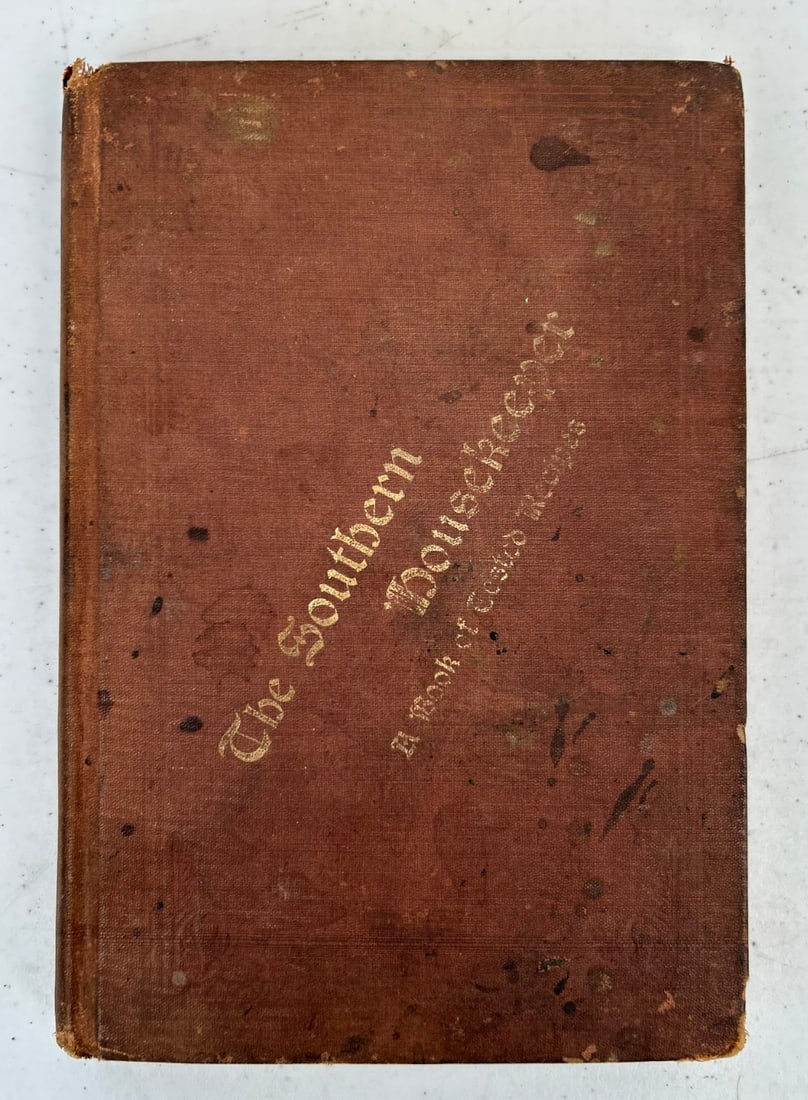 The Southern
Housekeeper
A Book of Tested Recipes